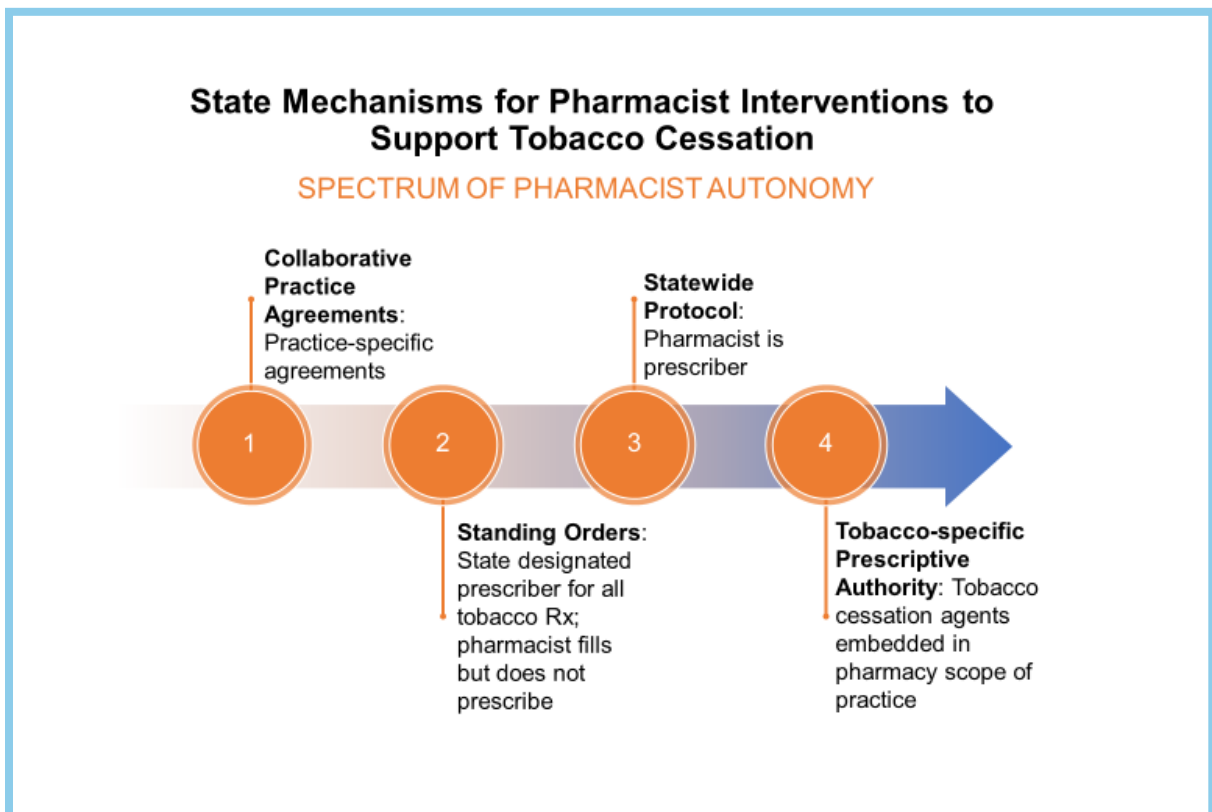 State Mechanisms for Pharmacist Interventions to
Support Tobacco Cessation
SPECTRUM OF PHARMACIST AUTONOMY
Collaborative
Practice
Agreements:
Practice-specific
agreements
Statewide
Protocol:
Pharmacist is
prescriber
1
2
3
4
Standing Orders:
State designated
prescriber for all
tobacco Rx;
pharmacist fills
but does not
prescribe
Tobacco-specific
Prescriptive
Authority: Tobacco
cessation agents
embedded in
pharmacy scope of
practice